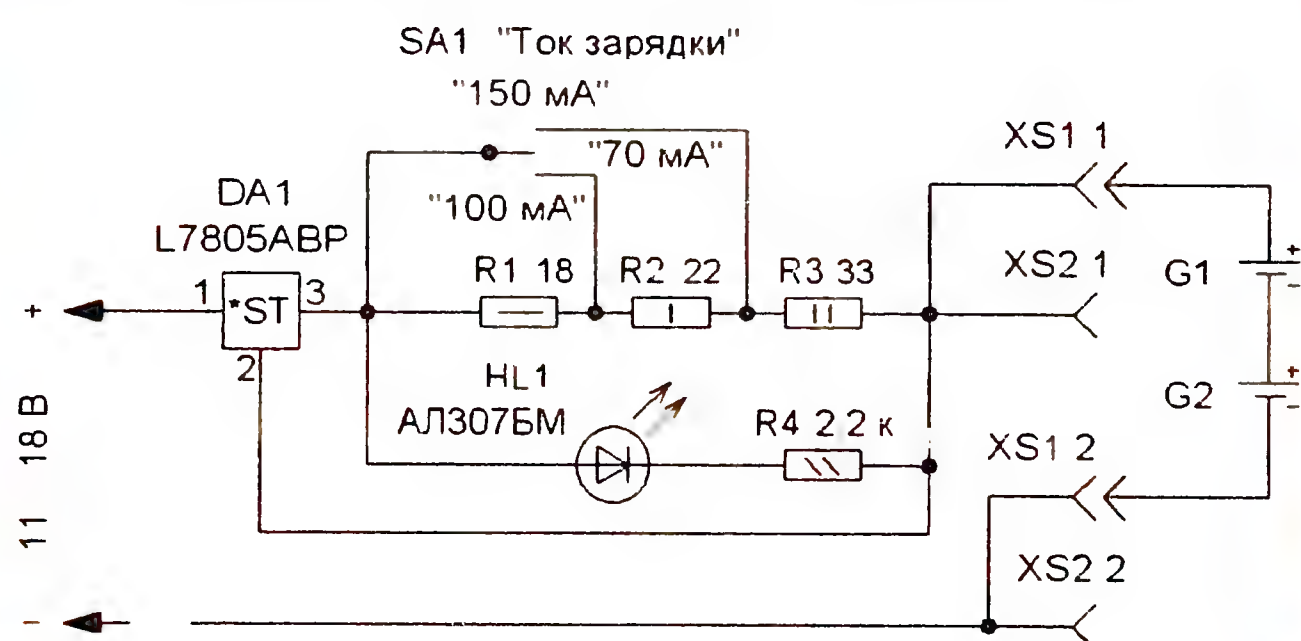 SA1 "Ток зарядки"
"150 мА"
"70 мА"
"100 мА"
DA1
L7805ABP
1
*ST
3
2
R1 18
R2 22
R3 33
HL1
АЛ307БМ
R4 2 2 к
XS1 1
XS2 1
G1
+
−
G2
+
−
XS1 2
XS2 2
+
11 18 В
−